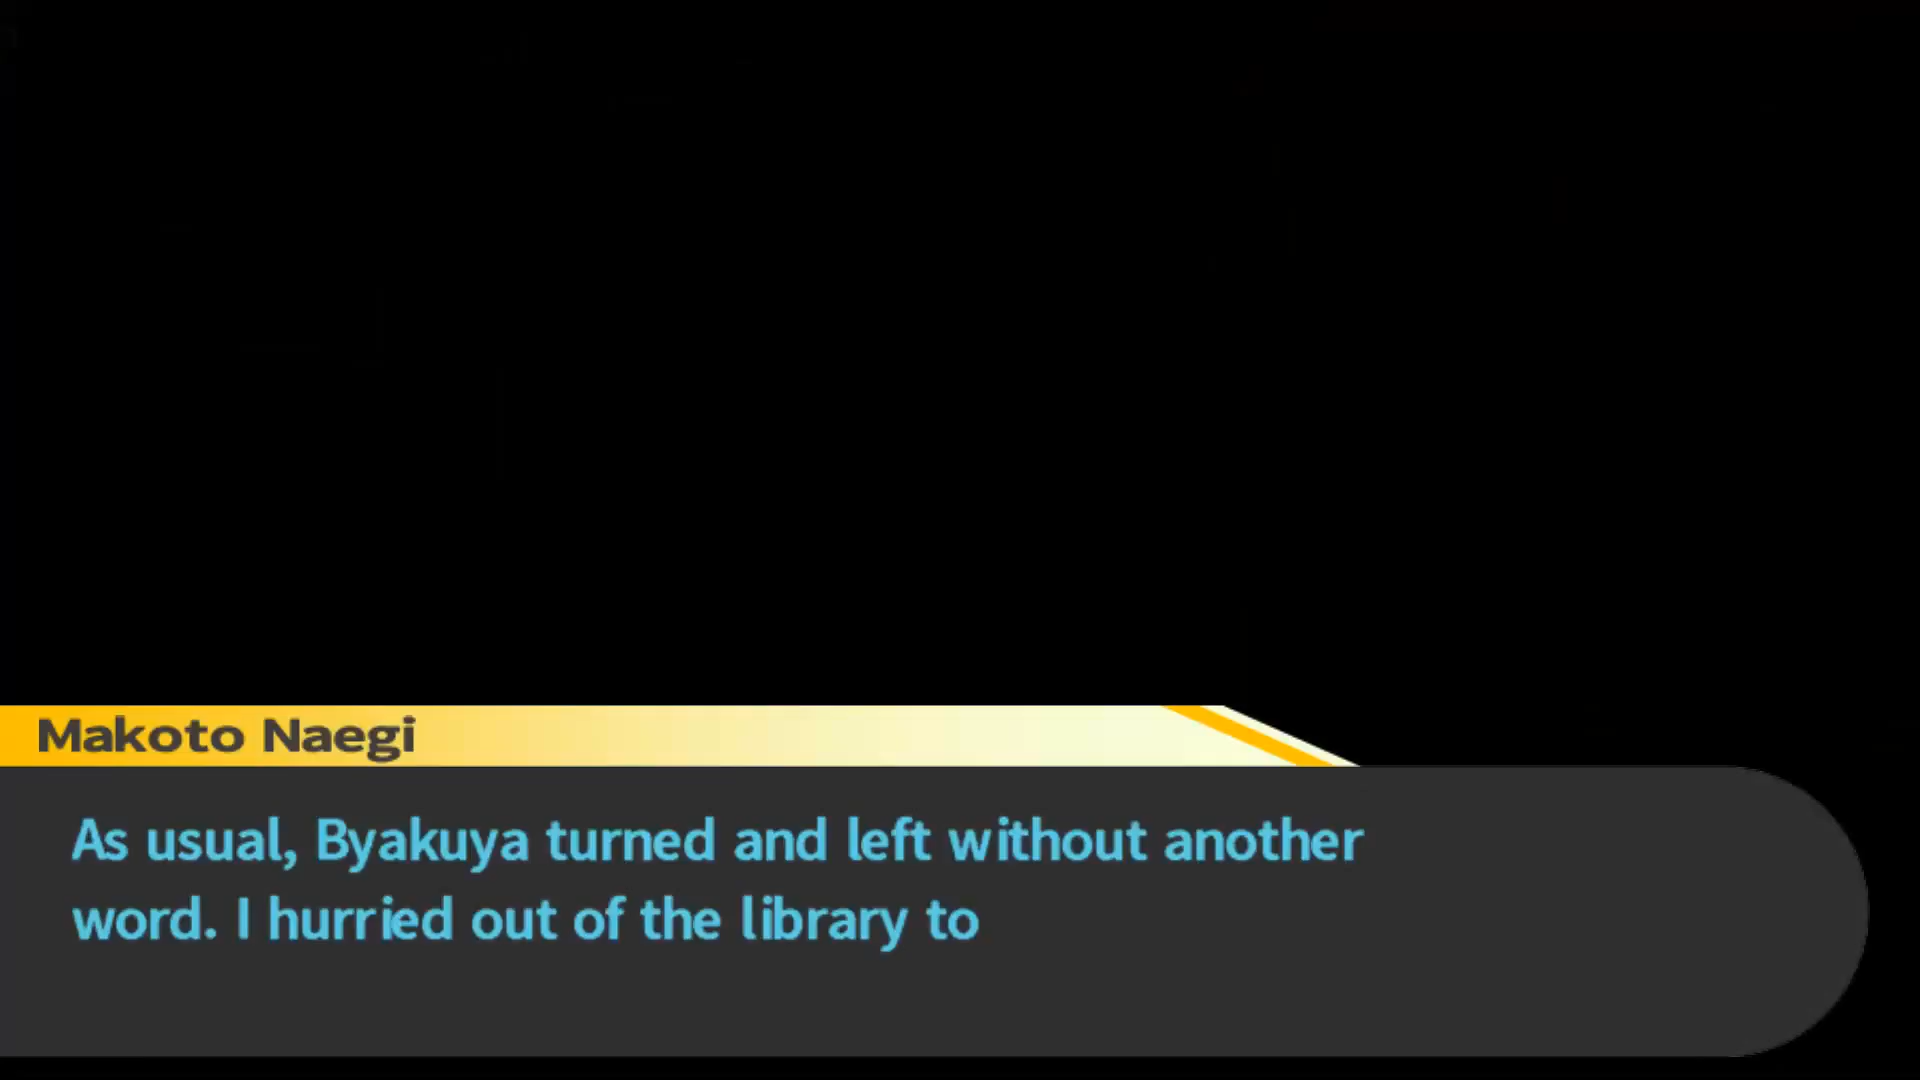 Makoto Naegi
As usual, Byakuya turned and left without another
word. I hurried out of the library to